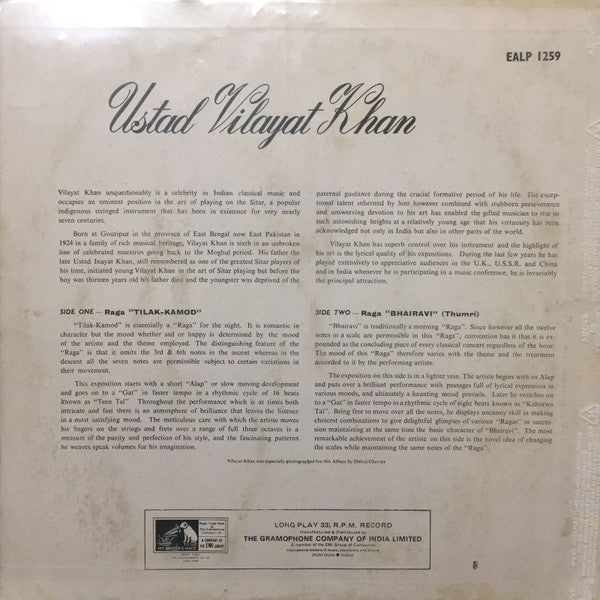 EALP 1259
Ustad Vilayat Khan
Vilayat Khan unquestionably is a celebrity in Indian classical music and
occupies an eminent position in the art of playing on the Sitar, a popular
indigenous stringed instrument that has been in existence for very nearly
seven centuries.
Born at Gouripur in the province of East Bengal now East Pakistan in
1924 in a family of rich musical heritage, Vilayat Khan is sixth in an unbroken
line of celebrated maestros going back to the Moghul period. His father the
late Ustad Inayat Khan, still remembered as one of the greatest Sitar players of
his time, initiated young Vilayat Khan in the art of Sitar playing but before the
boy was thirteen years old his father died and the youngster was deprived of the
paternal guidance during the crucial formative period of his life. The excep-
tional talent inherited by him however combined with stubborn perseverance
and unswerving devotion to his art has enabled the gifted musician to rise to
such astonishing heights at a relatively young age that his virtuosity has been
acknowledged not only in India but also in other parts of the world.
Vilayat Khan has superb control over his instrument and the highlight of
his art is the lyrical quality of his expositions. During the last few years he has
played extensively to appreciative audiences in the U.K., U.S.S.R. and China
and in India whenever he is participating in a music conference, he is invariably
the principal attraction.
SIDE ONE — Raga "TILAK-KAMOD"
"Tilak-Kamod" is essentially a "Raga" for the night. It is romantic in
character but the mood whether sad or happy is determined by the mood
of the artiste and the theme employed. The distinguishing feature of the
"Raga" is that it omits the 3rd & 6th notes in the ascent whereas in the
descent all the seven notes are permissible subject to certain variations in
their movement.
This exposition starts with a short "Alap" or slow moving development
and goes on to a "Gat" in faster tempo in a rhythmic cycle of 16 beats
known as "Teen Tal" Throughout the performance which is at times both
intricate and fast there is an atmosphere of brilliance that leaves the listener
in a most satisfying mood. The meticulous care with which the artiste moves
his fingers on the strings and frets over a range of full three octaves is a
measure of the purity and perfection of his style, and the fascinating patterns
he weaves speak volumes for his imagination.
SIDE TWO — Raga "BHAIRAVI" (Thumri)
"Bhairavi" is traditionally a morning "Raga". Since however all the twelve
notes in a scale are permissible in this "Raga", convention has it that it is ex-
pounded as the concluding piece of every classical concert regardless of the hour.
The mood of this "Raga" therefore varies with the theme and the treatment
accorded to it by the performing artiste.
The exposition on this side is in a lighter vein. The artiste begins with an Alap
and puts over a brilliant performance with passages full of lyrical expression in
various moods, and ultimately a haunting mood prevails. Later he switches on
to a "Gat" in faster tempo in a rhythmic cycle of eight beats known as "Kaharwa
Tal". Being free to move over all the notes, he displays uncanny skill in making
choicest combinations to give delightful glimpses of various "Ragas" in succes-
sion maintaining at the same time the basic character of "Bhairavi". The most
remarkable achievement of the artiste on this side is the novel idea of changing
the scales while maintaining the same notes of the "Raga".
Vilayat Khan was especially photographed for this Album by
HIS MASTER'S VOICE
LONG PLAY 33⅓ R.P.M. RECORD
Manufactured & Distributed by
THE GRAMOPHONE COMPANY OF INDIA LIMITED
A member of the EMI Group of Companies
International leaders in music, electronics and leisure
DUM DUM ● INDIA